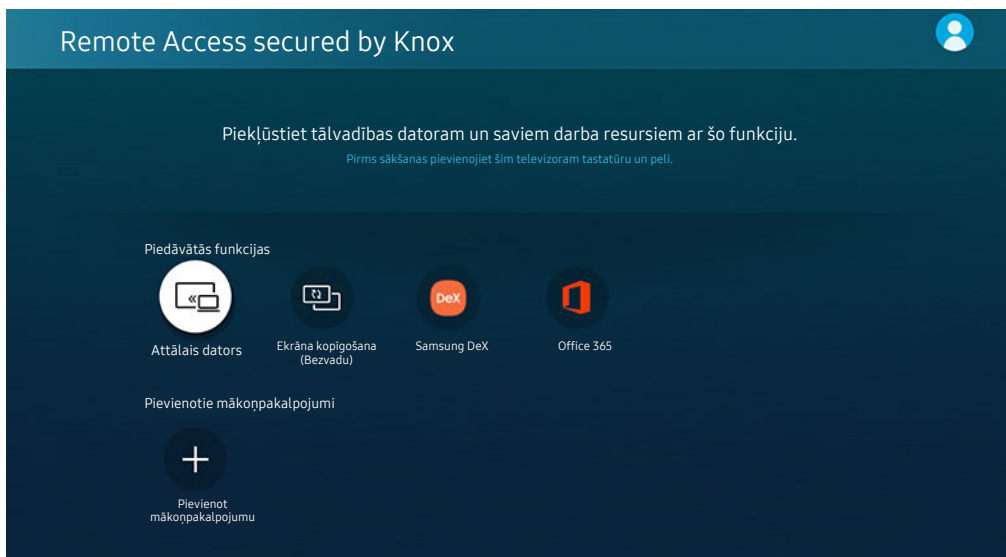 Remote Access secured by Knox
Piekļūstiet tālvadības datoram un saviem darba resursiem ar šo funkciju.
Pirms sākšanas pievienojiet šim televizoram tastatūru un peli.
Piedāvātās funkcijas
DeX
Attālais dators
Ekrāna kopīgošana
(Bezvadu)
Samsung DeX
Office 365
Pievienotie mākoņpakalpojumi
Pievienot
mākoņpakalpojumu